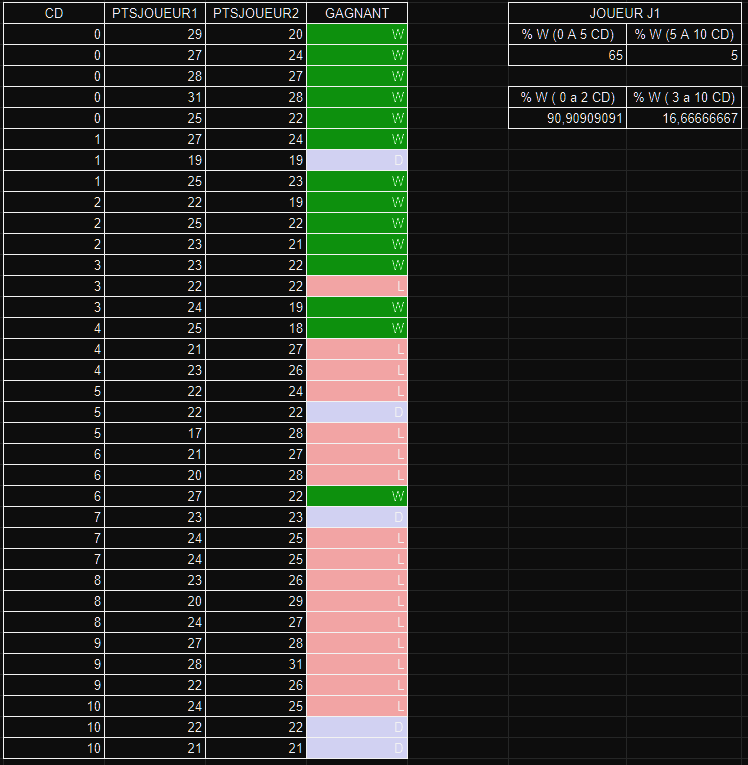 CD PTSJOUEUR1 PTSJOUEUR2 GAGNANT JOUEUR J1
0 29 20 W % W (0 A 5 CD) % W (5 A 10 CD)
0 27 24 W 65 5
0 28 27 W
0 31 28 W % W ( 0 a 2 CD) % W ( 3 a 10 CD)
0 25 22 W 90,90909091 16,66666667
1 27 24 W
1 19 19 D
1 25 23 W
2 22 19 W
2 25 22 W
2 23 21 W
3 23 22 W
3 22 22 L
3 24 19 W
4 25 18 W
4 21 27 L
4 23 26 L
5 22 24 L
5 22 22 D
5 17 28 L
6 21 27 L
6 20 28 L
6 27 22 W
7 23 23 D
7 24 25 L
7 24 25 L
8 23 26 L
8 20 29 L
8 24 27 L
9 27 28 L
9 28 31 L
9 22 26 L
10 24 25 L
10 22 22 D
10 21 21 D